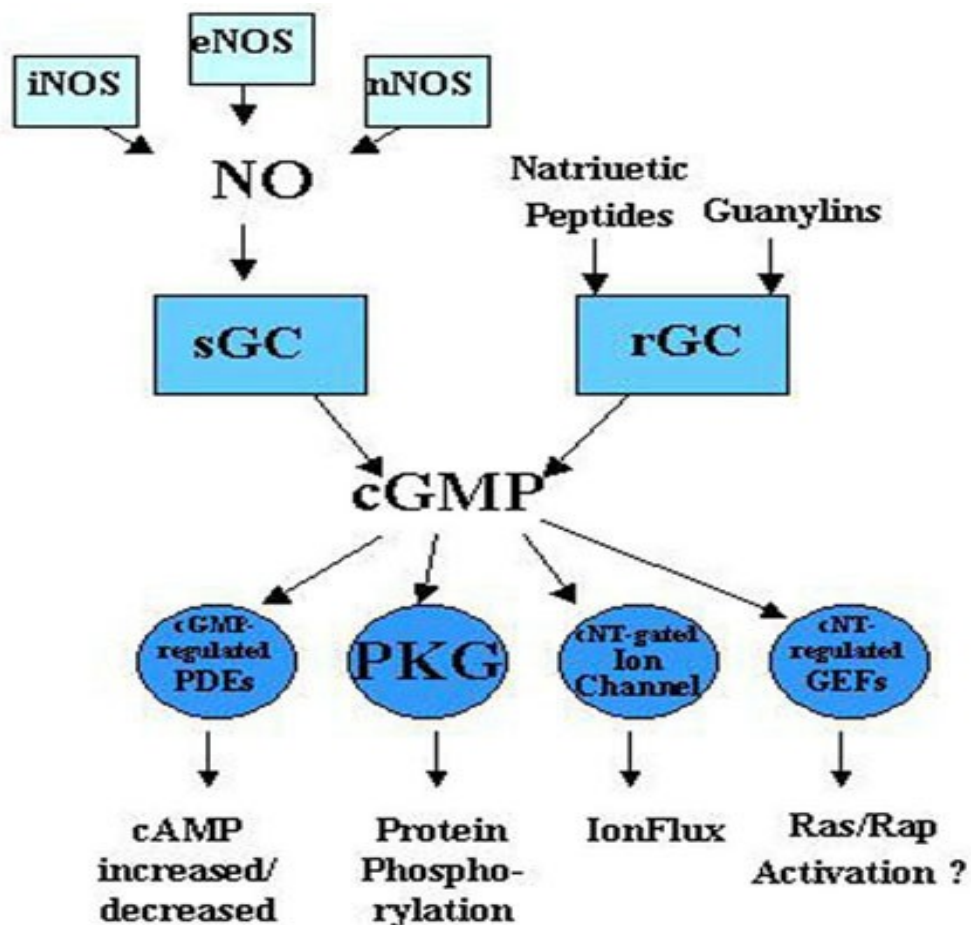 eNOS
iNOS
nNOS
NO
Natriuetic
Peptides
Guanylins
sGC
rGC
cGMP
cGMP-
regulated
PDEs
PKG
cNT-gated
Ion
Channel
cNT-
regulated
GEFs
cAMP
increased/
decreased
Protein
Phospho-
rylation
IonFlux
Ras/Rap
Activation ?